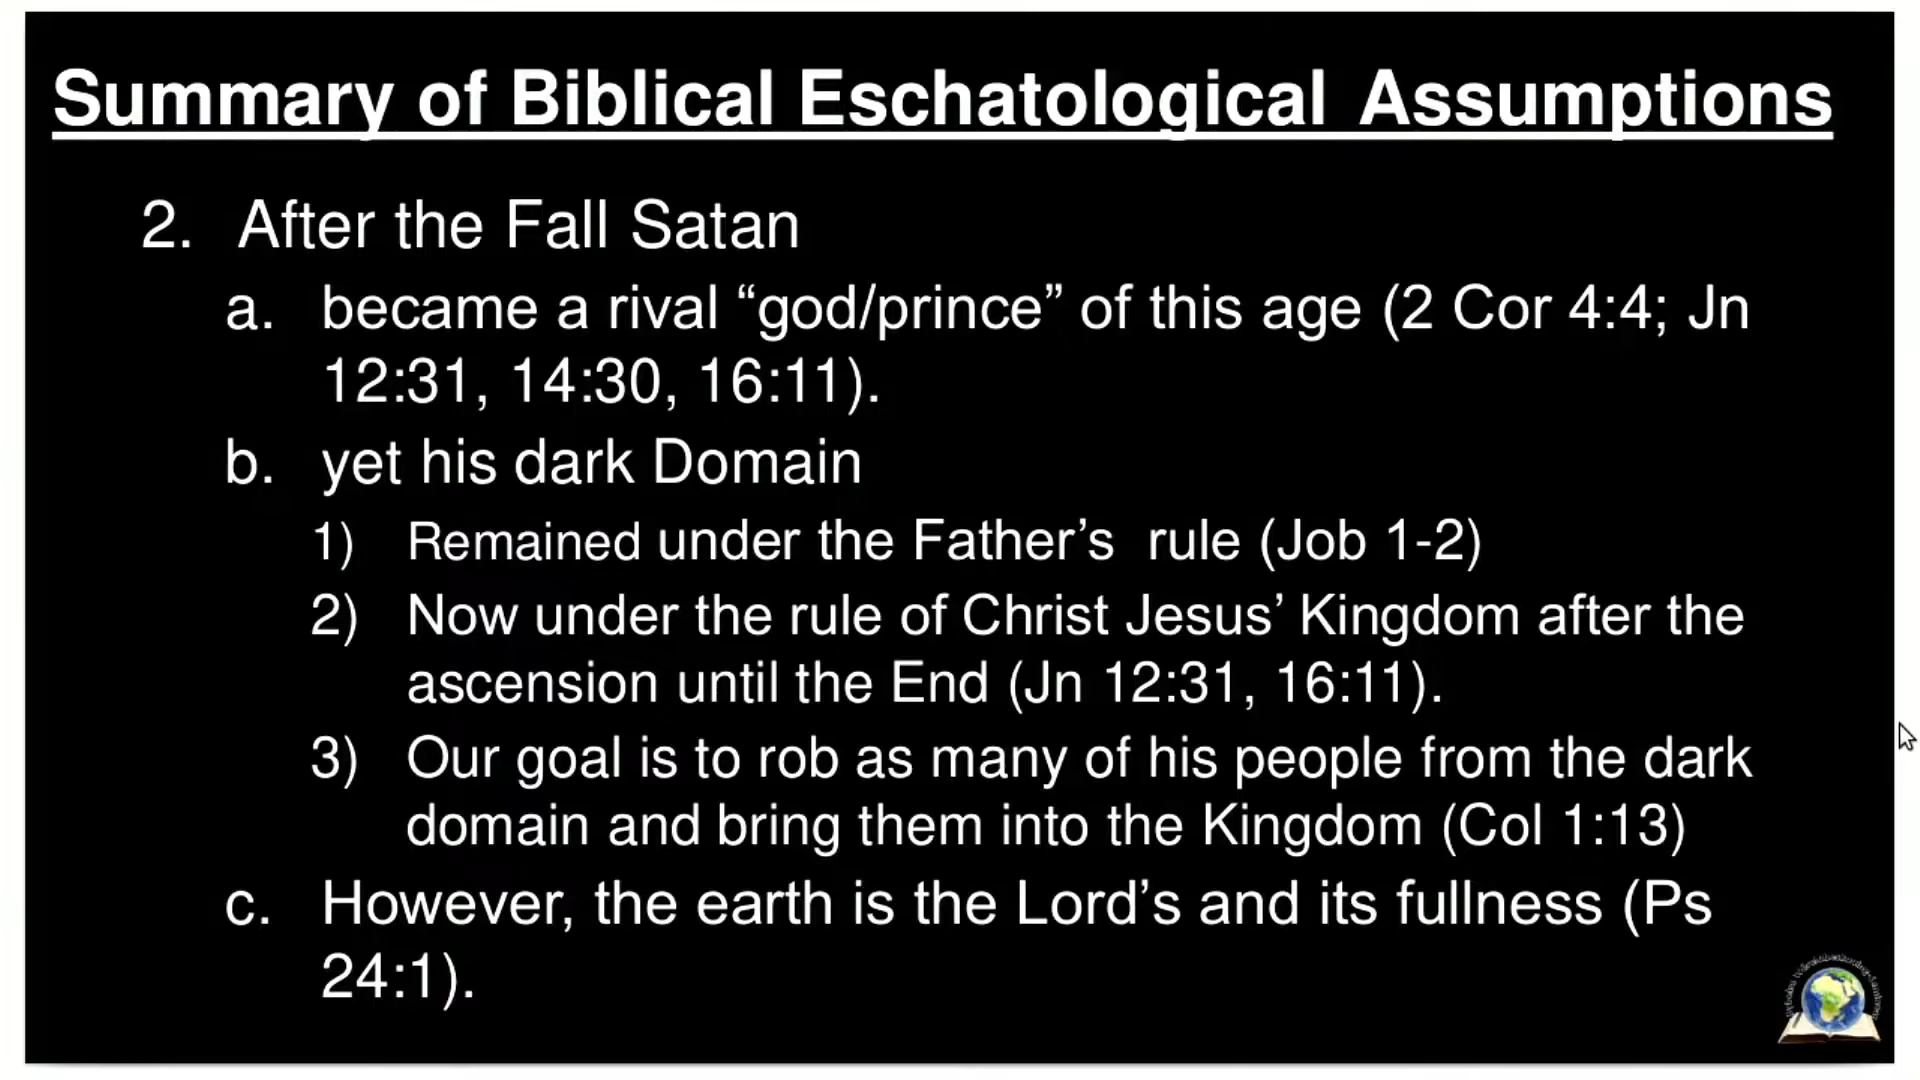 Summary of Biblical Eschatological Assumptions
2. After the Fall Satan
a. became a rival “god/prince” of this age (2 Cor 4:4; Jn
12:31, 14:30, 16:11).
b. yet his dark Domain
1) Remained under the Father’s rule (Job 1-2)
2) Now under the rule of Christ Jesus’ Kingdom after the
ascension until the End (Jn 12:31, 16:11).
3) Our goal is to rob as many of his people from the dark
domain and bring them into the Kingdom (Col 1:13)
c. However, the earth is the Lord’s and its fullness (Ps
24:1).